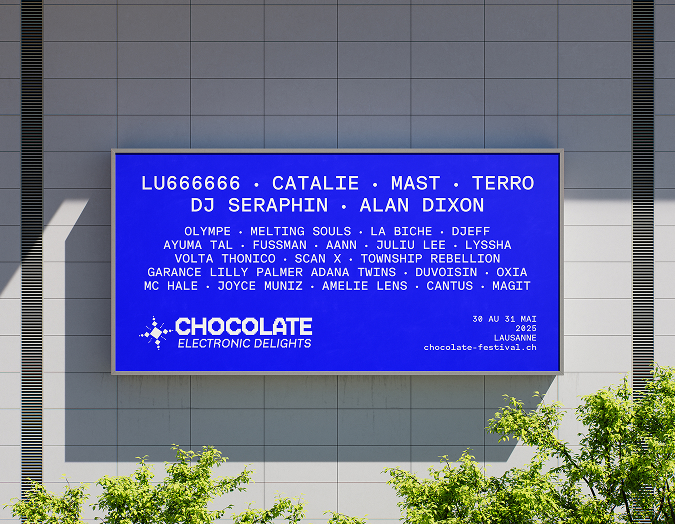 LU666666 · CATALIE · MAST · TERRO
DJ SERAPHIN · ALAN DIXON
OLYMPE · MELTING SOULS · LA BICHE · DJEFF
AYUMA TAL · FUSSMAN · AANN · JULIU LEE · LYSSHA
VOLTA THONICO · SCAN X · TOWNSHIP REBELLION
GARANCE LILLY PALMER ADANA TWINS · DUVOISIN · OXIA
MC HALE · JOYCE MUNIZ · AMELIE LENS · CANTUS · MAGIT
CHOCOLATE
ELECTRONIC DELIGHTS
30 AU 31 MAI
2025
LAUSANNE
chocolate-festival.ch